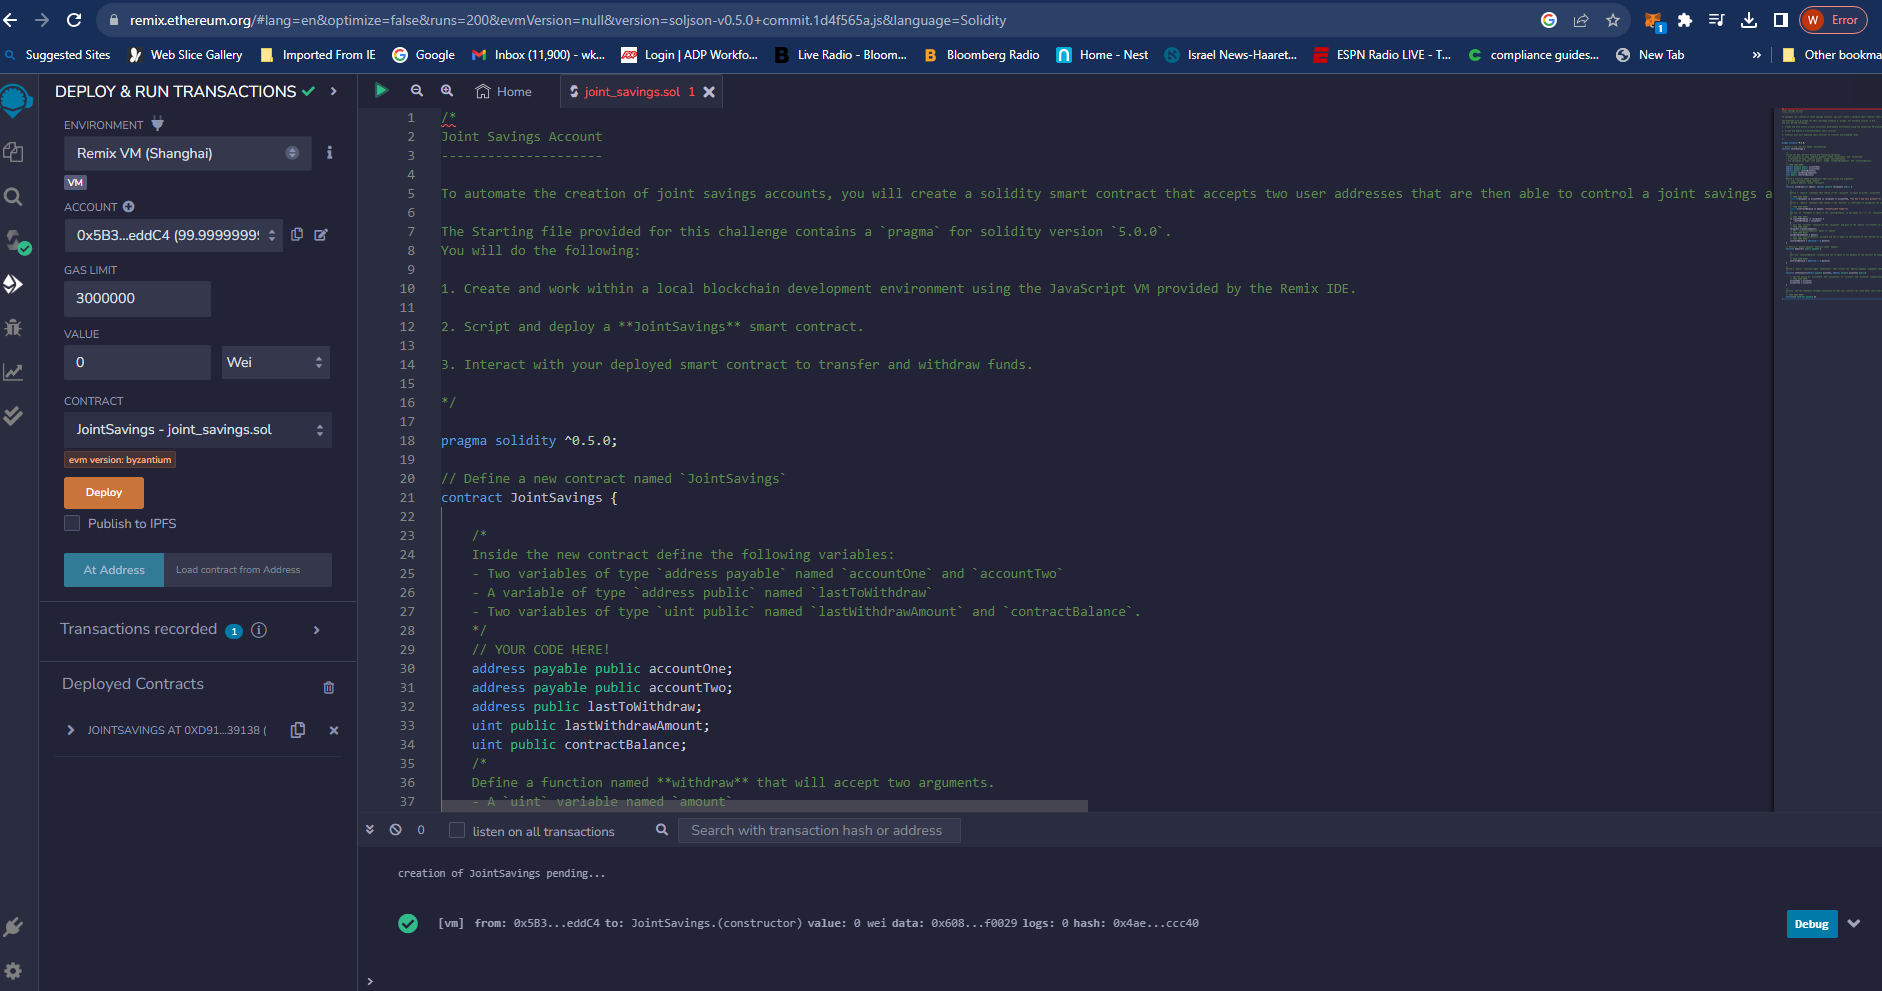 remix.ethereum.org/#lang=en&optimize=false&runs=200&evmVersion=null&version=soljson-v0.5.0+commit.1d4f565a.js&language=Solidity
W Error
1
Suggested Sites Web Slice Gallery Imported From IE Google Inbox (11,900) - wk... Login | ADP Workfo... Live Radio - Bloom... Bloomberg Radio Home - Nest Israel News-Haaret... ESPN Radio LIVE - T... compliance guides... New Tab » Other bookma
DEPLOY & RUN TRANSACTIONS
ENVIRONMENT
Remix VM (Shanghai)
VM
ACCOUNT
0x5B3...eddC4 (99.9999999
GAS LIMIT
3000000
VALUE
0 Wei
CONTRACT
JointSavings - joint_savings.sol
evm version: byzantium
Deploy
Publish to IPFS
At Address Load contract from Address
Transactions recorded 1
Deployed Contracts
JOINTSAVINGS AT 0XD91...39138 (
Home joint_savings.sol 1
1 /*
2 Joint Savings Account
3 ---------------------
4
5 To automate the creation of joint savings accounts, you will create a solidity smart contract that accepts two user addresses that are then able to control a joint savings a
6
7 The Starting file provided for this challenge contains a `pragma` for solidity version `5.0.0`.
8 You will do the following:
9
10 1. Create and work within a local blockchain development environment using the JavaScript VM provided by the Remix IDE.
11
12 2. Script and deploy a **JointSavings** smart contract.
13
14 3. Interact with your deployed smart contract to transfer and withdraw funds.
15
16 */
17
18 pragma solidity ^0.5.0;
19
20 // Define a new contract named `JointSavings`
21 contract JointSavings {
22
23 /*
24 Inside the new contract define the following variables:
25 - Two variables of type `address payable` named `accountOne` and `accountTwo`
26 - A variable of type `address public` named `lastToWithdraw`
27 - Two variables of type `uint public` named `lastWithdrawAmount` and `contractBalance`.
28 */
29 // YOUR CODE HERE!
30 address payable public accountOne;
31 address payable public accountTwo;
32 address public lastToWithdraw;
33 uint public lastWithdrawAmount;
34 uint public contractBalance;
35 /*
36 Define a function named **withdraw** that will accept two arguments.
37 - A `uint` variable named `amount`
0 listen on all transactions Search with transaction hash or address
creation of JointSavings pending...
[vm] from: 0x5B3...eddC4 to: JointSavings.(constructor) value: 0 wei data: 0x608...f0029 logs: 0 hash: 0x4ae...ccc40
Debug
>